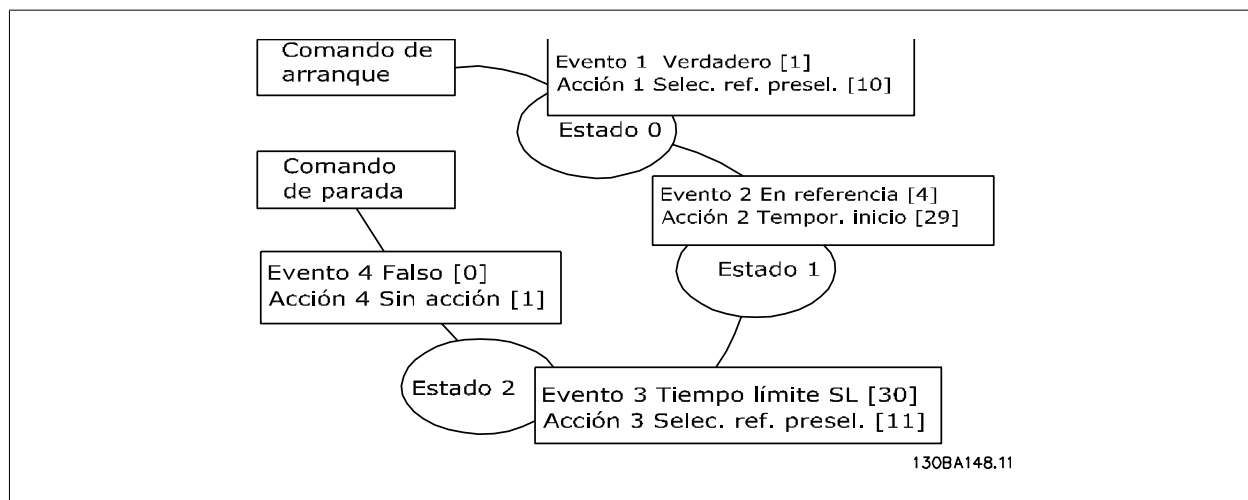 Comando de
arranque
Evento 1 Verdadero [1]
Acción 1 Selec. ref. presel. [10]
Estado 0
Comando
de parada
Evento 2 En referencia [4]
Acción 2 Tempor. inicio [29]
Estado 1
Evento 4 Falso [0]
Acción 4 Sin acción [1]
Estado 2
Evento 3 Tiempo límite SL [30]
Acción 3 Selec. ref. presel. [11]
130BA148.11